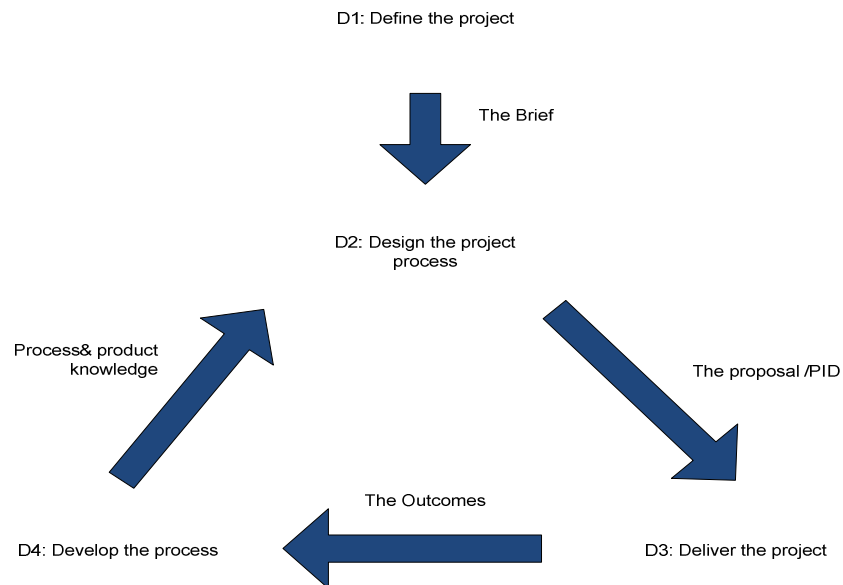 D1: Define the project
The Brief
D2: Design the project
process
Process& product
knowledge
The proposal /PID
The Outcomes
D4: Develop the process
D3: Deliver the project